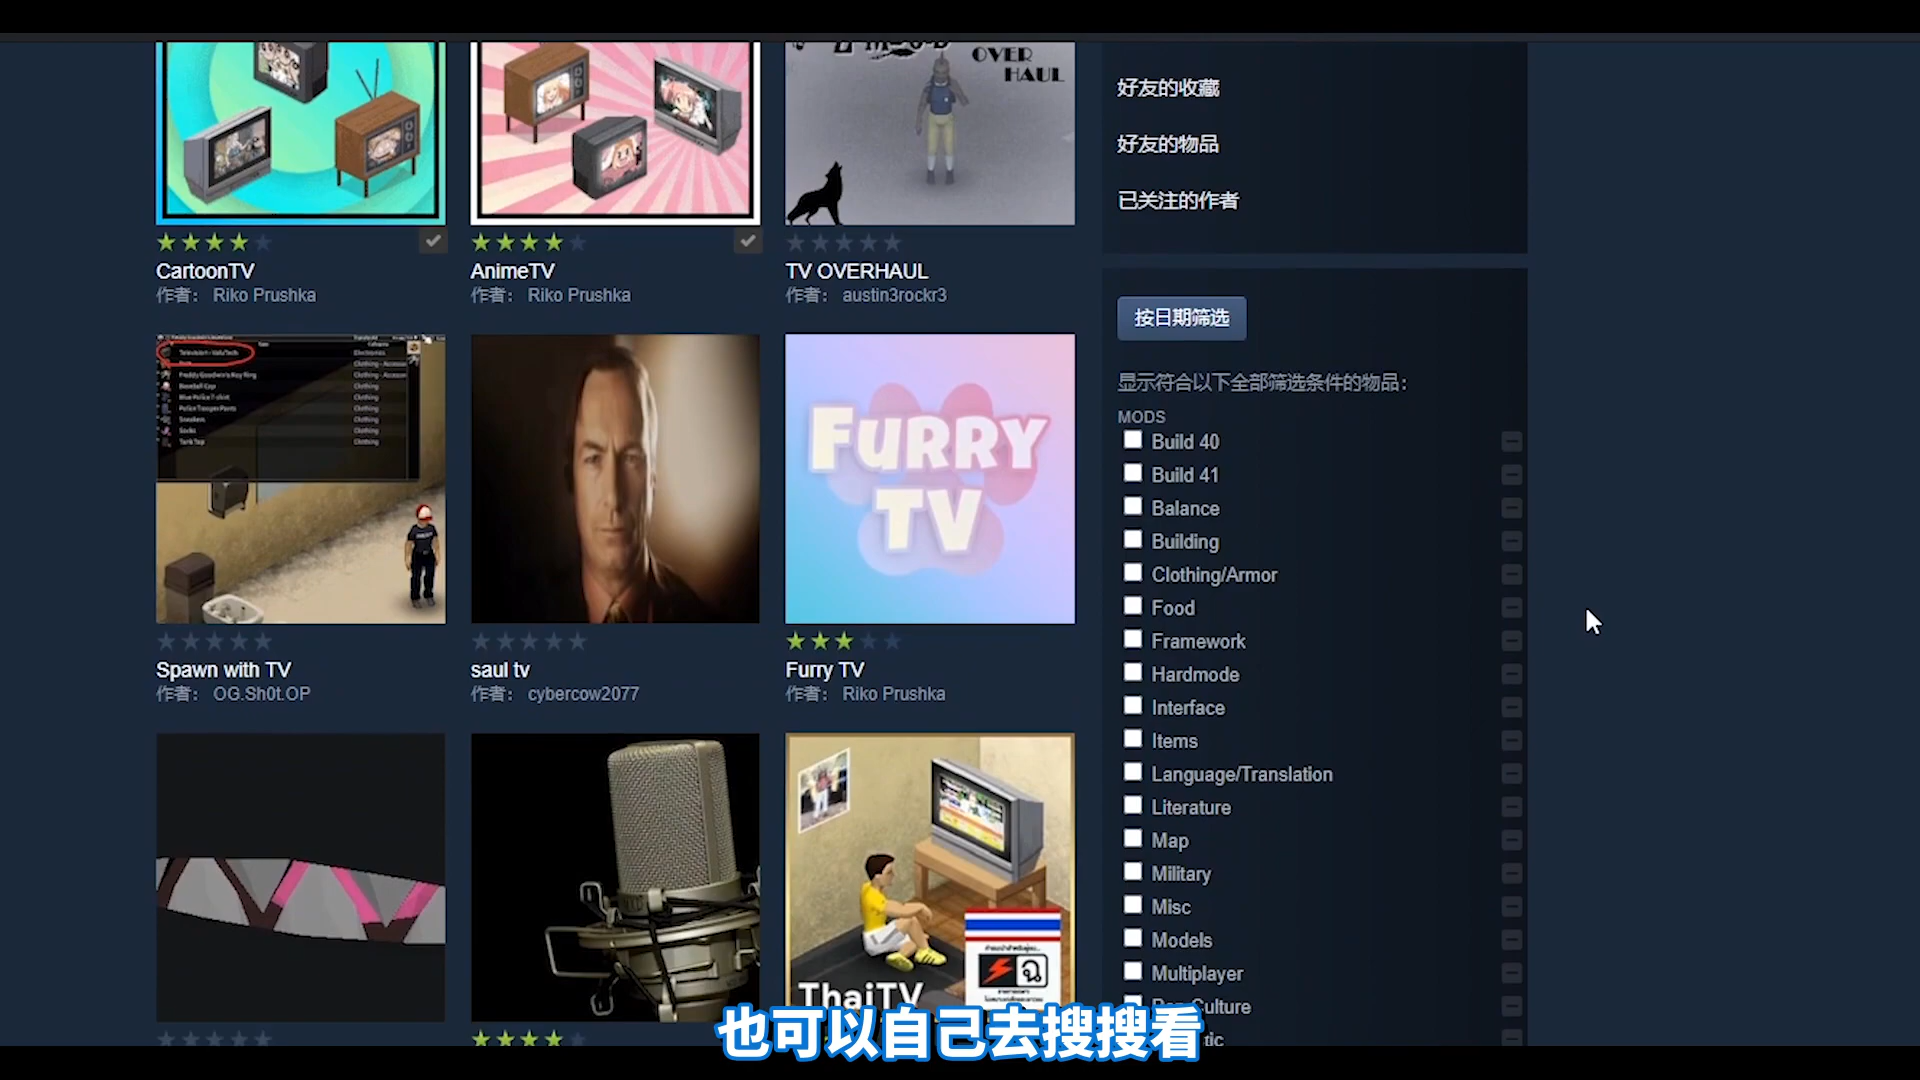 OVER
HAUL
好友的收藏
好友的物品
已关注的作者
CartoonTV
作者： Riko Prushka
AnimeTV
作者： Riko Prushka
TV OVERHAUL
作者： austin3rockr3
按日期筛选
显示符合以下全部筛选条件的物品：
MODS
Build 40
Build 41
Balance
Building
Clothing/Armor
Food
Framework
Hardmode
Interface
Items
Language/Translation
Literature
Map
Military
Misc
Models
Multiplayer
Culture
FURRY
TV
Spawn with TV
作者： OG.Sh0t.OP
saul tv
作者： cybercow2077
Furry TV
作者： Riko Prushka
ThaiTV
也可以自己去搜搜看